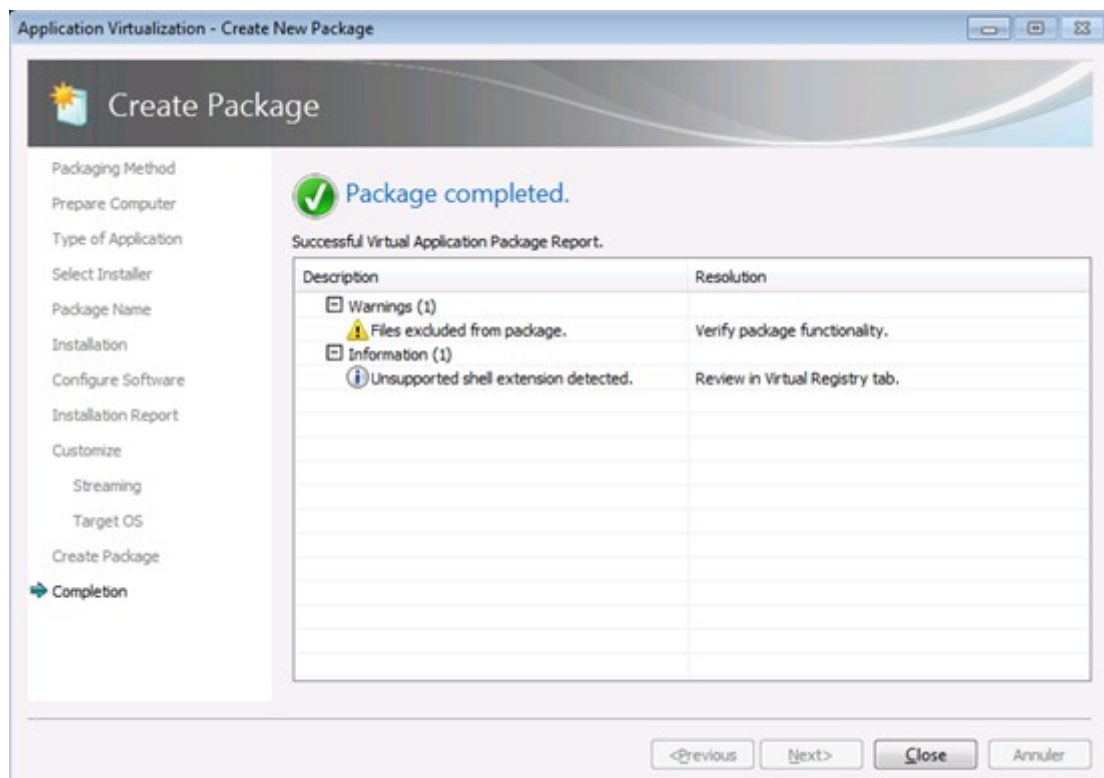 Application Virtualization - Create New Package
Create Package
Packaging Method
Prepare Computer
Type of Application
Select Installer
Package Name
Installation
Configure Software
Installation Report
Customize
Streaming
Target OS
Create Package
Completion
Package completed.
Successful Virtual Application Package Report.
Description Resolution
Warnings (1)
Files excluded from package. Verify package functionality.
Information (1)
Unsupported shell extension detected. Review in Virtual Registry tab.
<Previous Next> Close Annuler